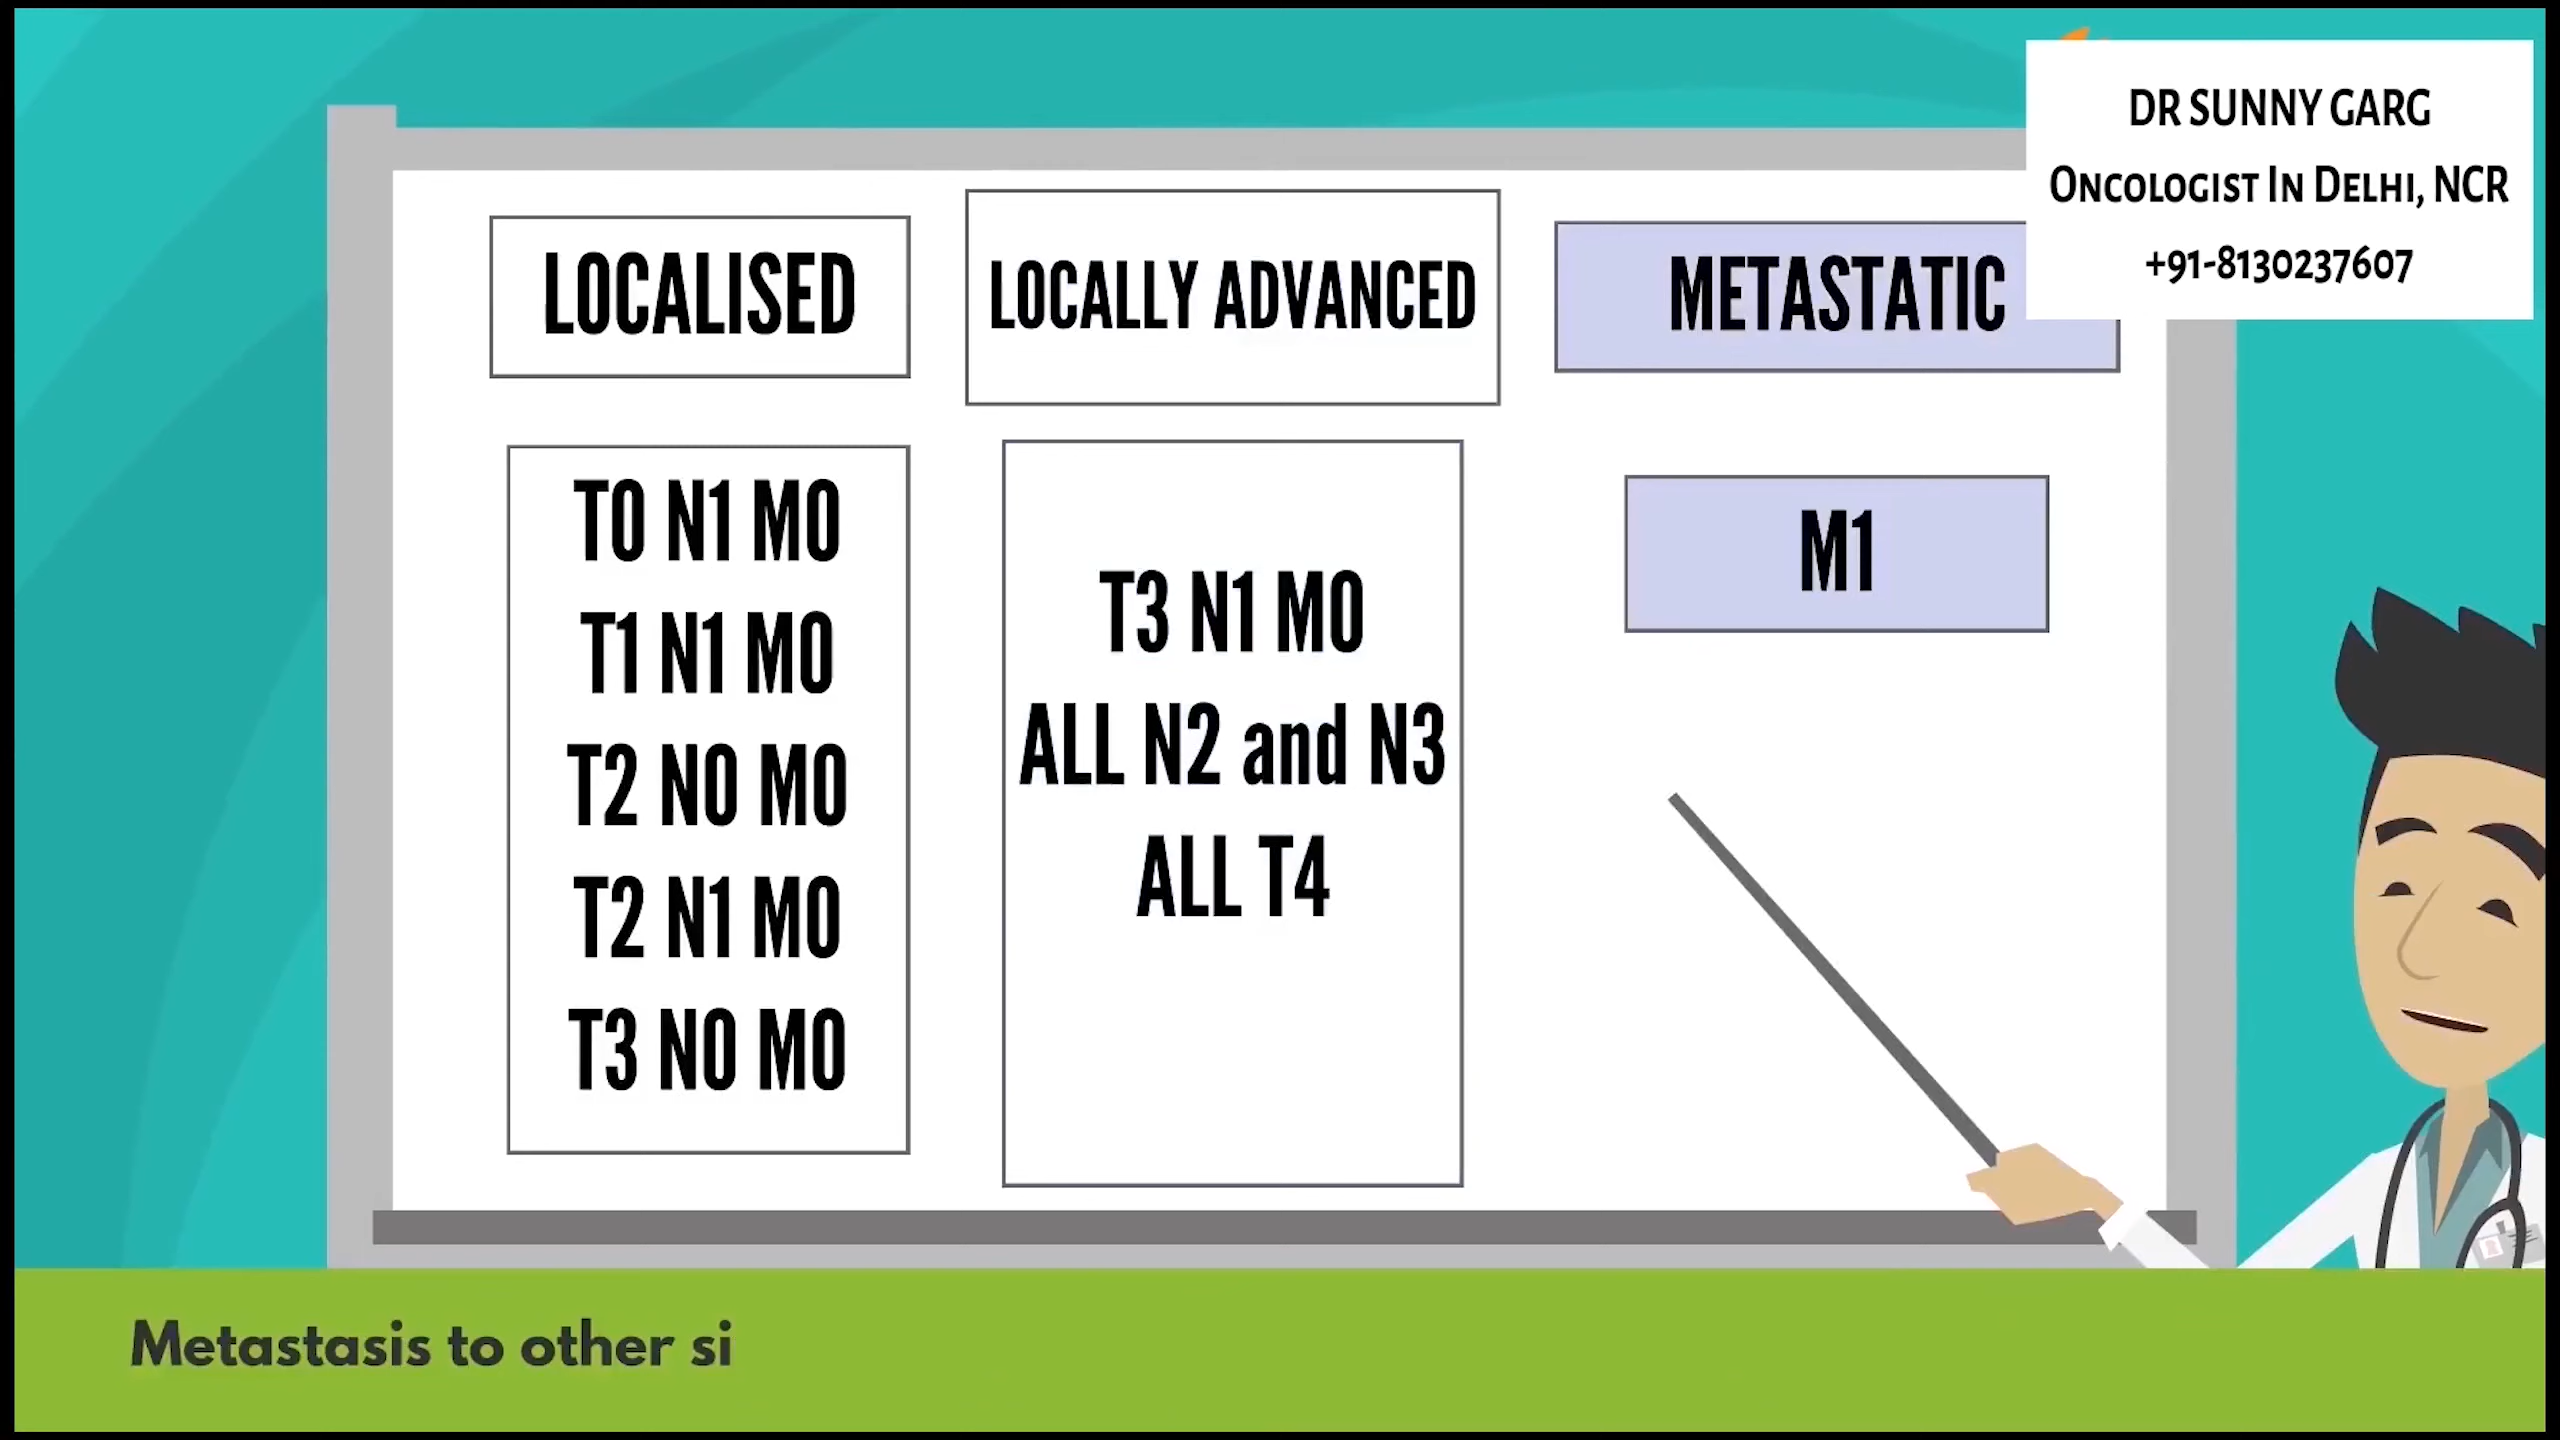 DR SUNNY GARG
ONCOLOGIST IN DELHI, NCR
+91-8130237607
LOCALISED
LOCALLY ADVANCED
METASTATIC
T0 N1 M0
T1 N1 M0
T2 N0 M0
T2 N1 M0
T3 N0 M0
T3 N1 M0
ALL N2 and N3
ALL T4
M1
Metastasis to other si